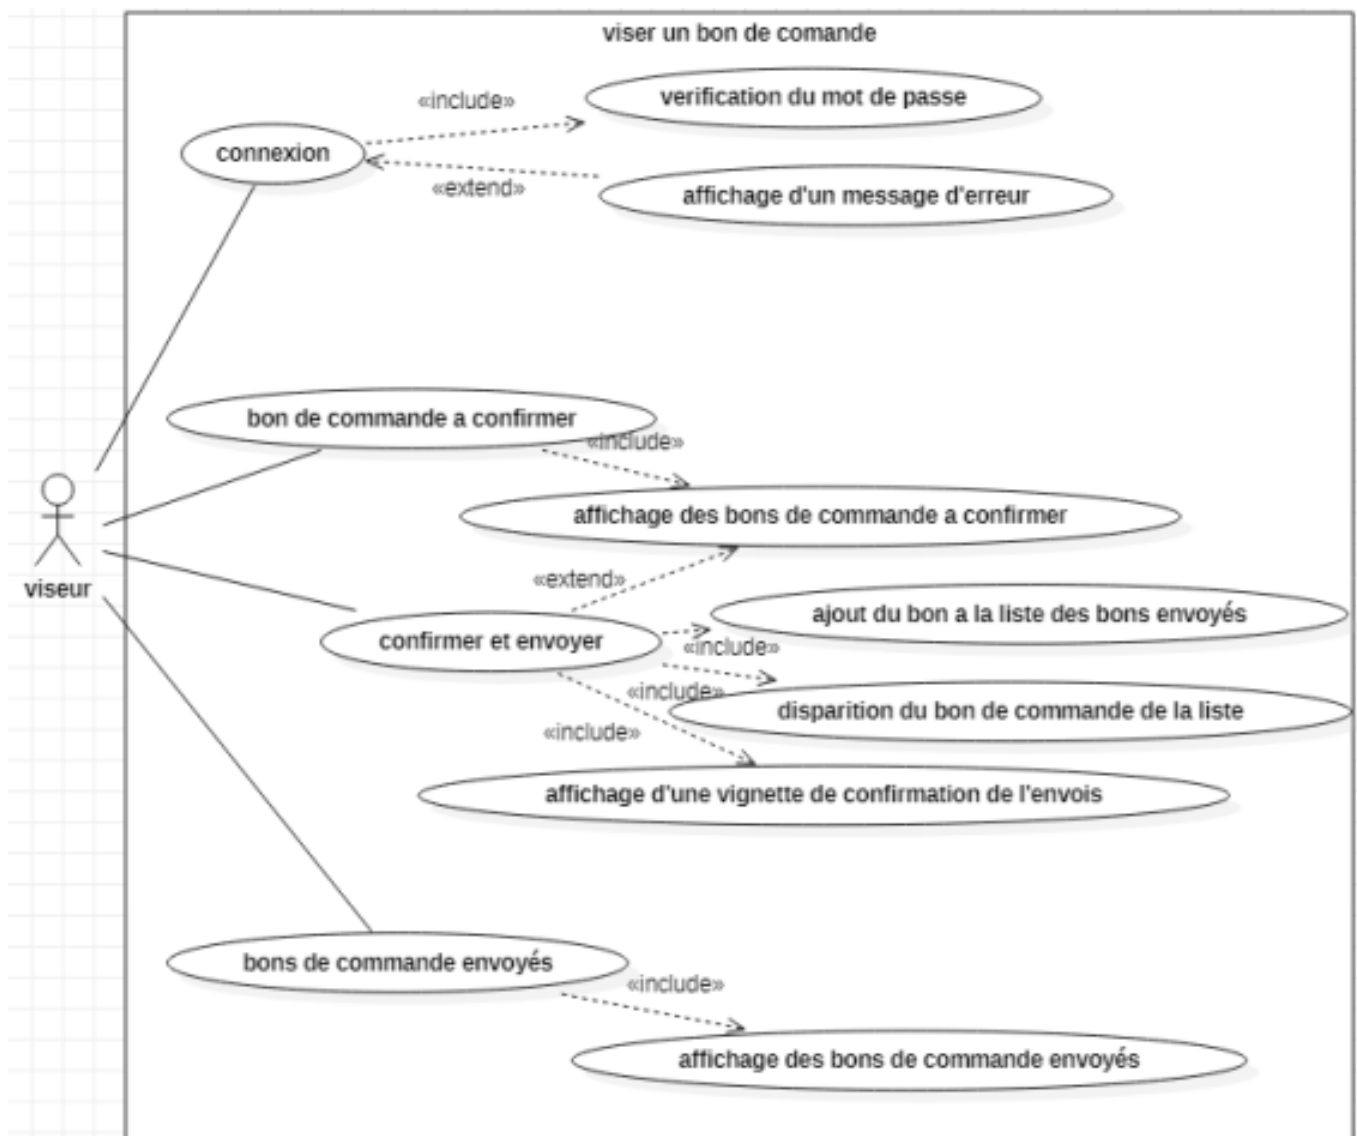 viser un bon de comande
«include»
verification du mot de passe
connexion
«extend»
affichage d'un message d'erreur
bon de commande a confirmer
«include»
affichage des bons de commande a confirmer
viseur
«extend»
ajout du bon a la liste des bons envoyés
confirmer et envoyer
«include»
«include»
disparition du bon de commande de la liste
«include»
affichage d'une vignette de confirmation de l'envois
bons de commande envoyés
«include»
affichage des bons de commande envoyés